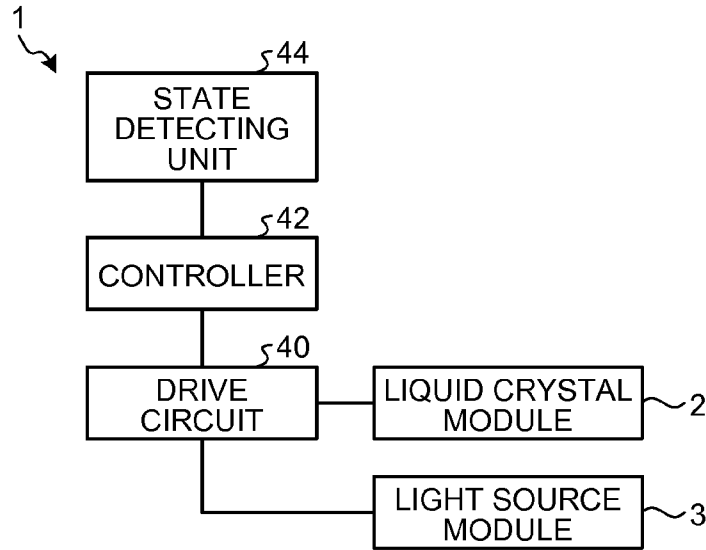 1
44
STATE
DETECTING
UNIT
42
CONTROLLER
40
DRIVE
CIRCUIT
LIQUID CRYSTAL
MODULE
2
LIGHT SOURCE
MODULE
3